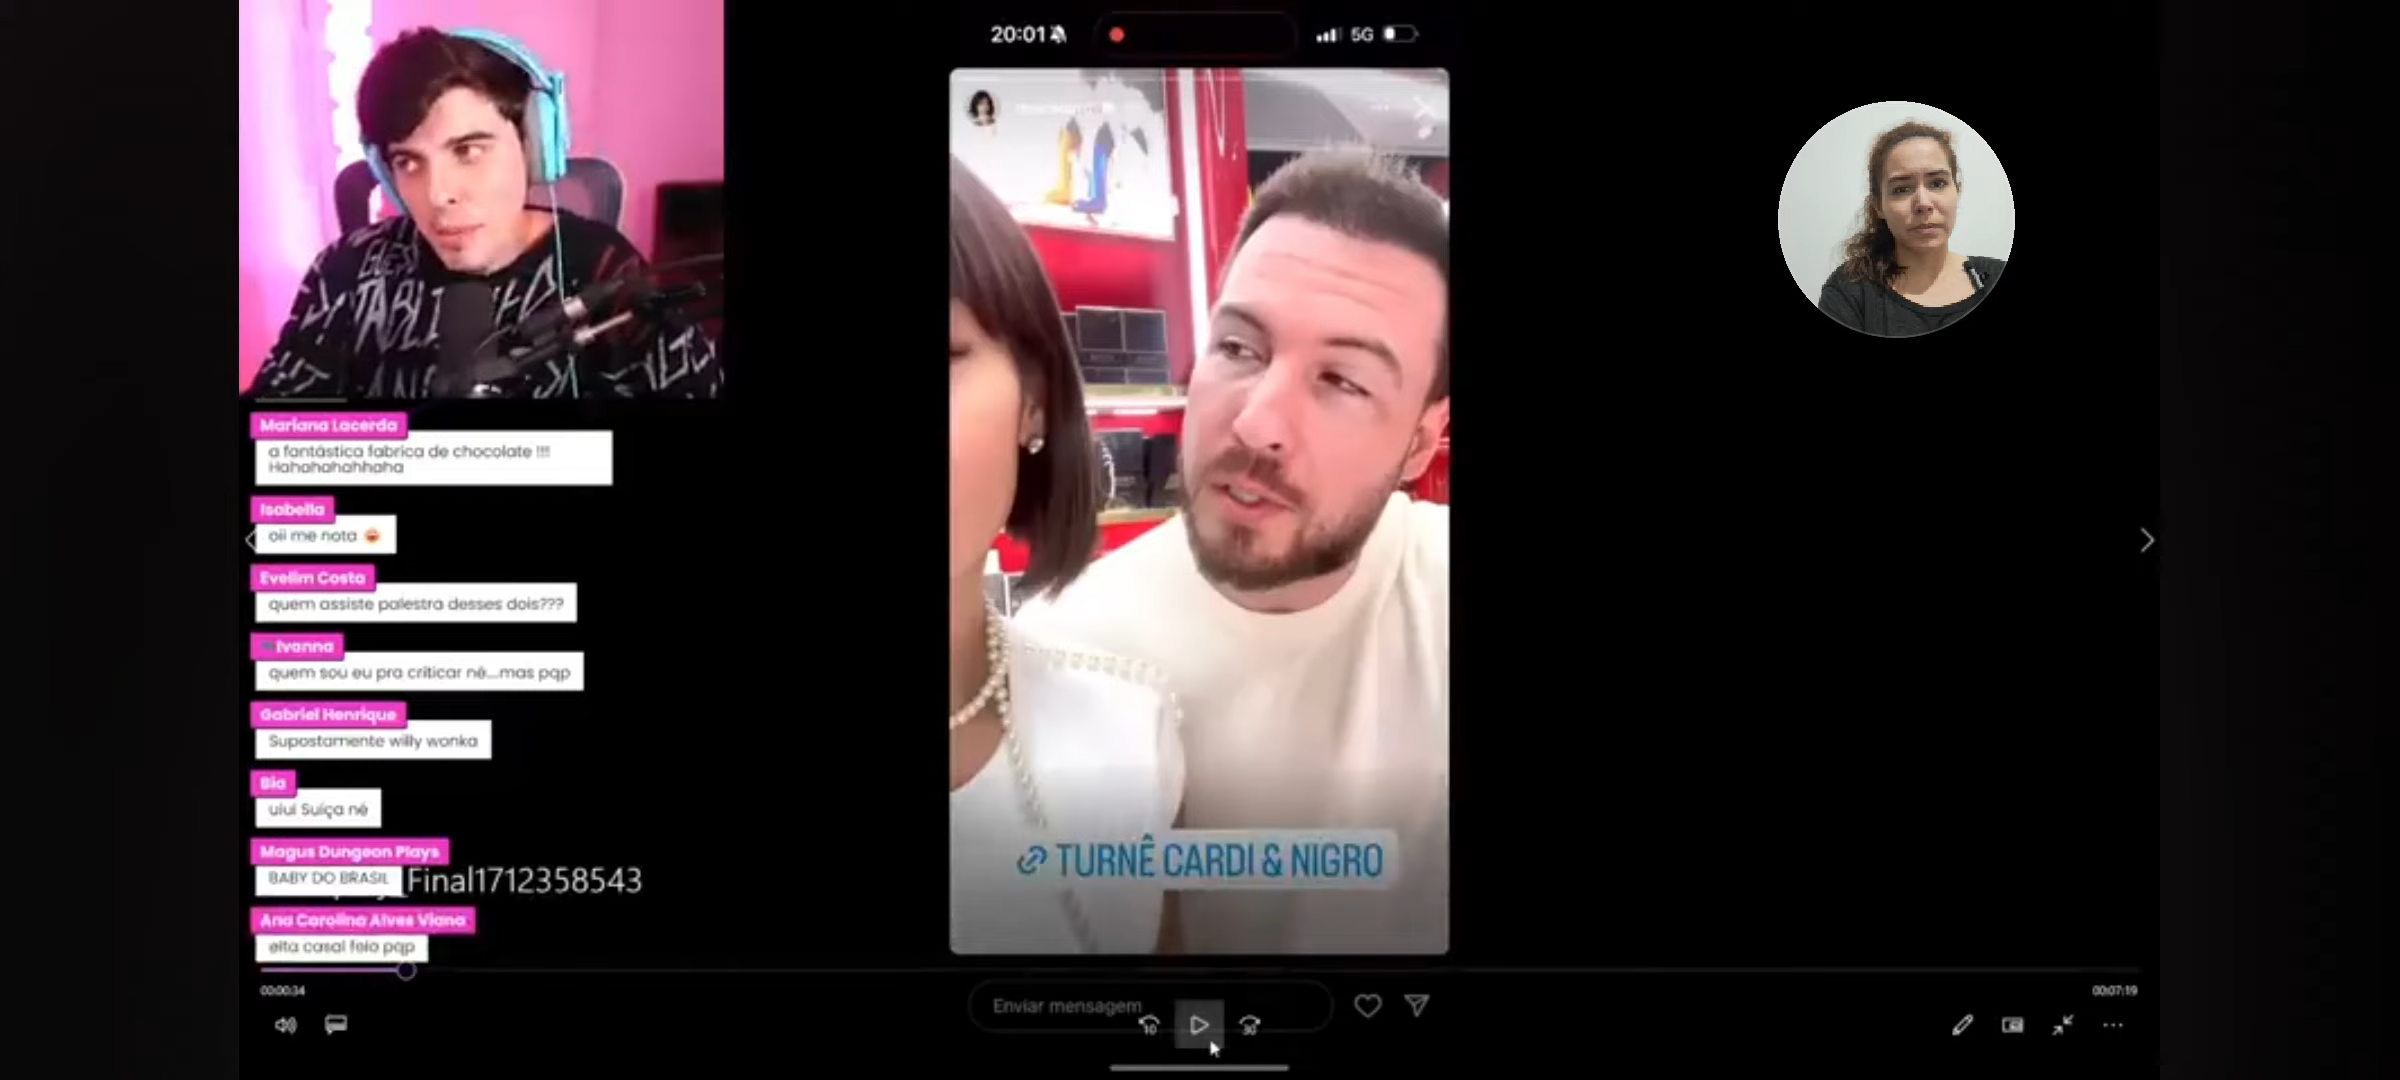 20:01
5G
Mariana Lacerda
a fantástica fabrica de chocolate !!!
Hahahahahhaha
Isabella
oii me nota
Evelim Costa
quem assiste palestra desses dois???
Ivanna
quem sou eu pra criticar né...mas pqp
Gabriel Henrique
Supostamente willy wonka
Bia
uiui Suiça né
Magus Dungeon Plays
BABY DO BRASIL
Final1712358543
Ana Carolina Alves Viana
eita casal feio pqp
TURNÊ CARDI & NIGRO
00:00:34
00:07:19
Enviar mensagem
10
30